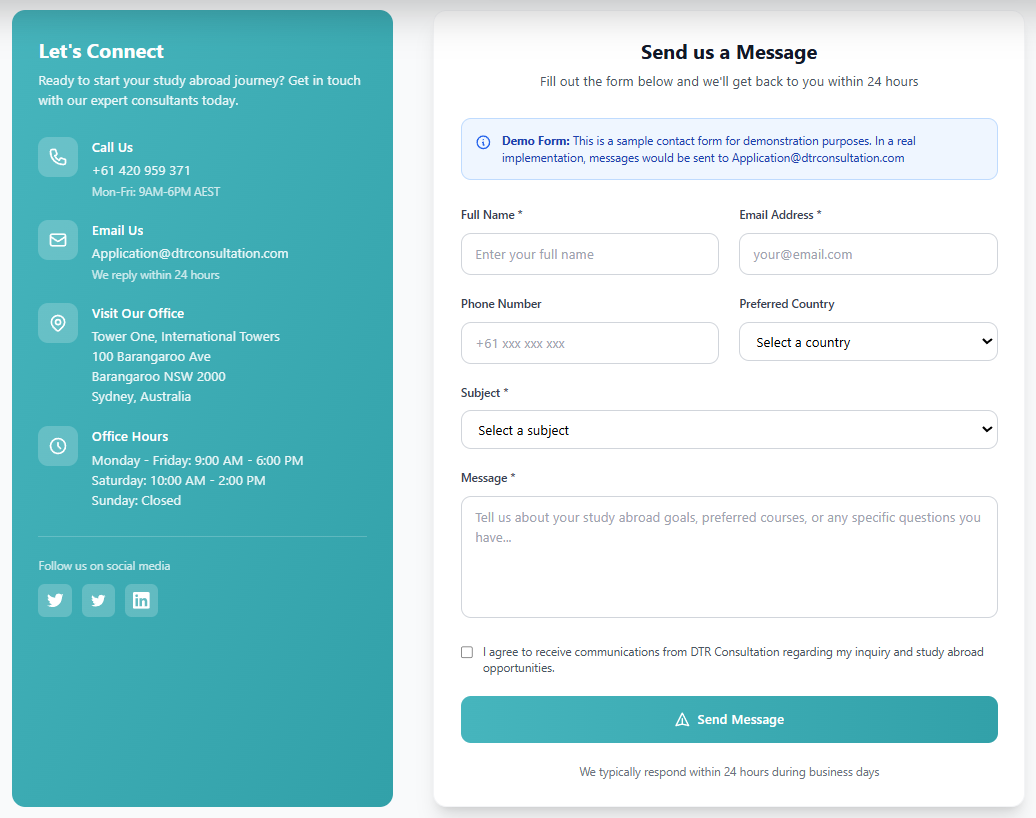 Let's Connect
Ready to start your study abroad journey? Get in touch
with our expert consultants today.
Call Us
+61 420 959 371
Mon-Fri: 9AM-6PM AEST
Email Us
Application@dtrconsultation.com
We reply within 24 hours
Visit Our Office
Tower One, International Towers
100 Barangaroo Ave
Barangaroo NSW 2000
Sydney, Australia
Office Hours
Monday - Friday: 9:00 AM - 6:00 PM
Saturday: 10:00 AM - 2:00 PM
Sunday: Closed
Follow us on social media
Send us a Message
Fill out the form below and we'll get back to you within 24 hours
Demo Form: This is a sample contact form for demonstration purposes. In a real
implementation, messages would be sent to Application@dtrconsultation.com
Full Name *
Email Address *
Enter your full name
your@email.com
Phone Number
Preferred Country
+61 xxx xxx xxx
Select a country
Subject *
Select a subject
Message *
Tell us about your study abroad goals, preferred courses, or any specific questions you
have...
I agree to receive communications from DTR Consultation regarding my inquiry and study abroad
opportunities.
Send Message
We typically respond within 24 hours during business days